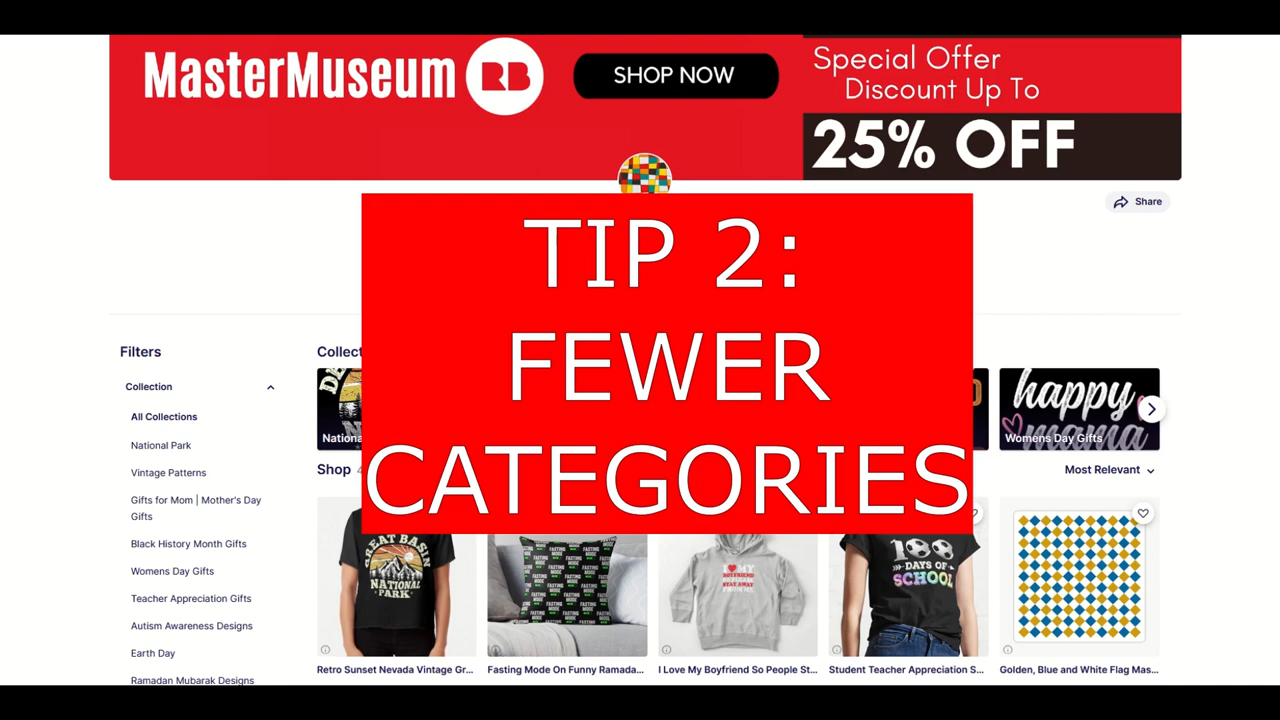 MasterMuseum RB
SHOP NOW
Special Offer
Discount Up To
25% OFF
Share
TIP 2:
FEWER
CATEGORIES
Filters
Collection
All Collections
National Park
Vintage Patterns
Gifts for Mom | Mother's Day
Gifts
Black History Month Gifts
Womens Day Gifts
Teacher Appreciation Gifts
Autism Awareness Designs
Earth Day
Ramadan Mubarak Designs
happy
mama
Womens Day Gifts
Shop
Most Relevant
GREAT BASIN
NATIONAL
PARK
FASTING
MODE
I MY
BOYFRIEND
STAY AWAY
100
DAYS OF
SCHOOL
Retro Sunset Nevada Vintage Gr...
Fasting Mode On Funny Ramada...
I Love My Boyfriend So People St...
Student Teacher Appreciation S...
Golden, Blue and White Flag Mas...